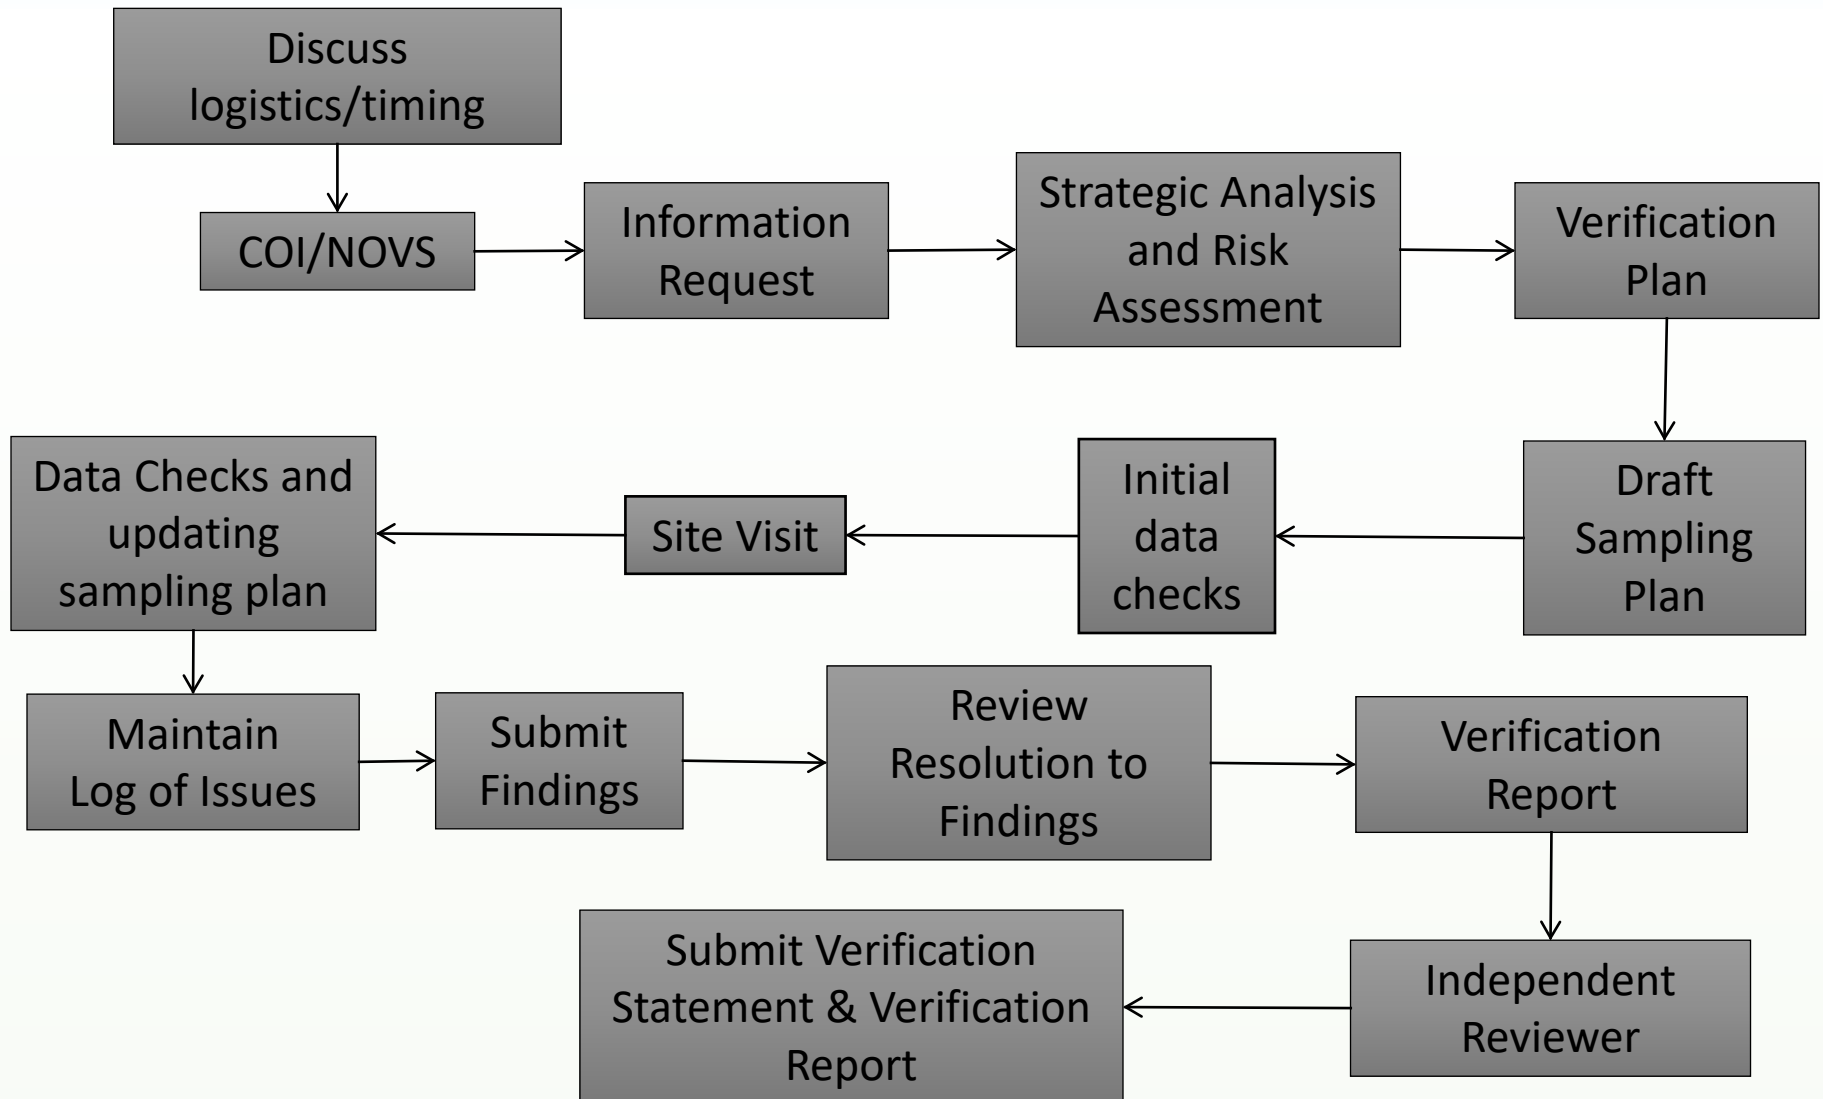 Discuss
logistics/timing
COI/NOVS
Information
Request
Strategic Analysis
and Risk
Assessment
Verification
Plan
Draft
Sampling
Plan
Initial
data
checks
Site Visit
Data Checks and
updating
sampling plan
Maintain
Log of Issues
Submit
Findings
Review
Resolution to
Findings
Verification
Report
Independent
Reviewer
Submit Verification
Statement & Verification
Report